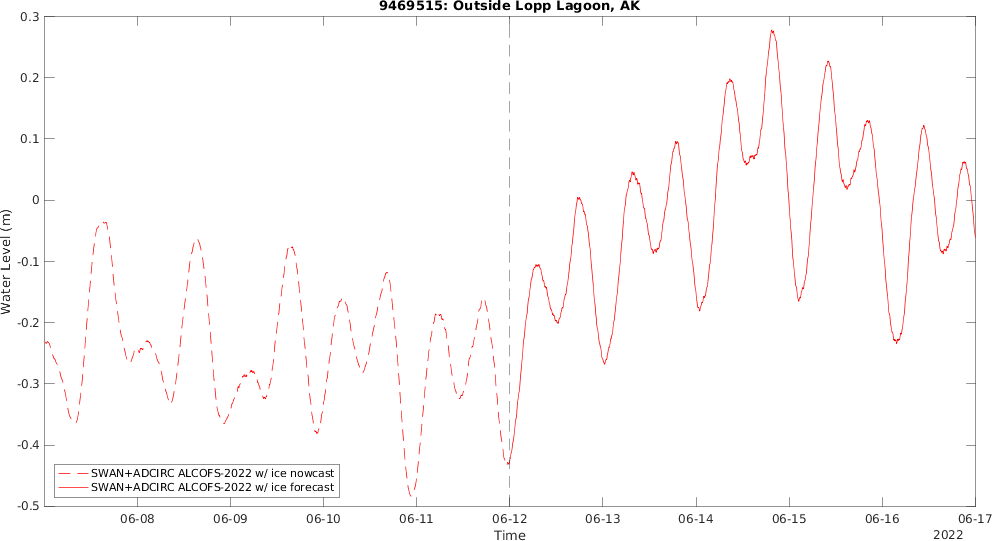 9469515: Outside Lopp Lagoon, AK
0.3
0.2
0.1
0
-0.1
-0.2
-0.3
-0.4
-0.5
Water Level (m)
SWAN+ADCIRC ALCOFS-2022 w/ ice nowcast
SWAN+ADCIRC ALCOFS-2022 w/ ice forecast
06-08 06-09 06-10 06-11 06-12 06-13 06-14 06-15 06-16 06-17
Time
2022